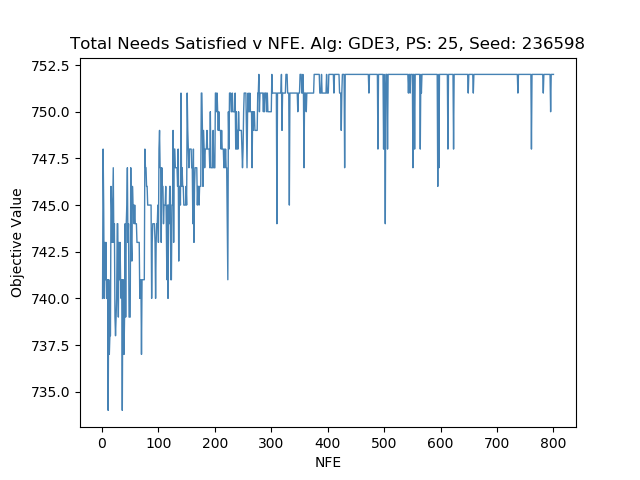 Total Needs Satisfied v NFE. Alg: GDE3, PS: 25, Seed: 236598
752.5
750.0
747.5
745.0
742.5
740.0
737.5
735.0
Objective Value
0 100 200 300 400 500 600 700 800
NFE